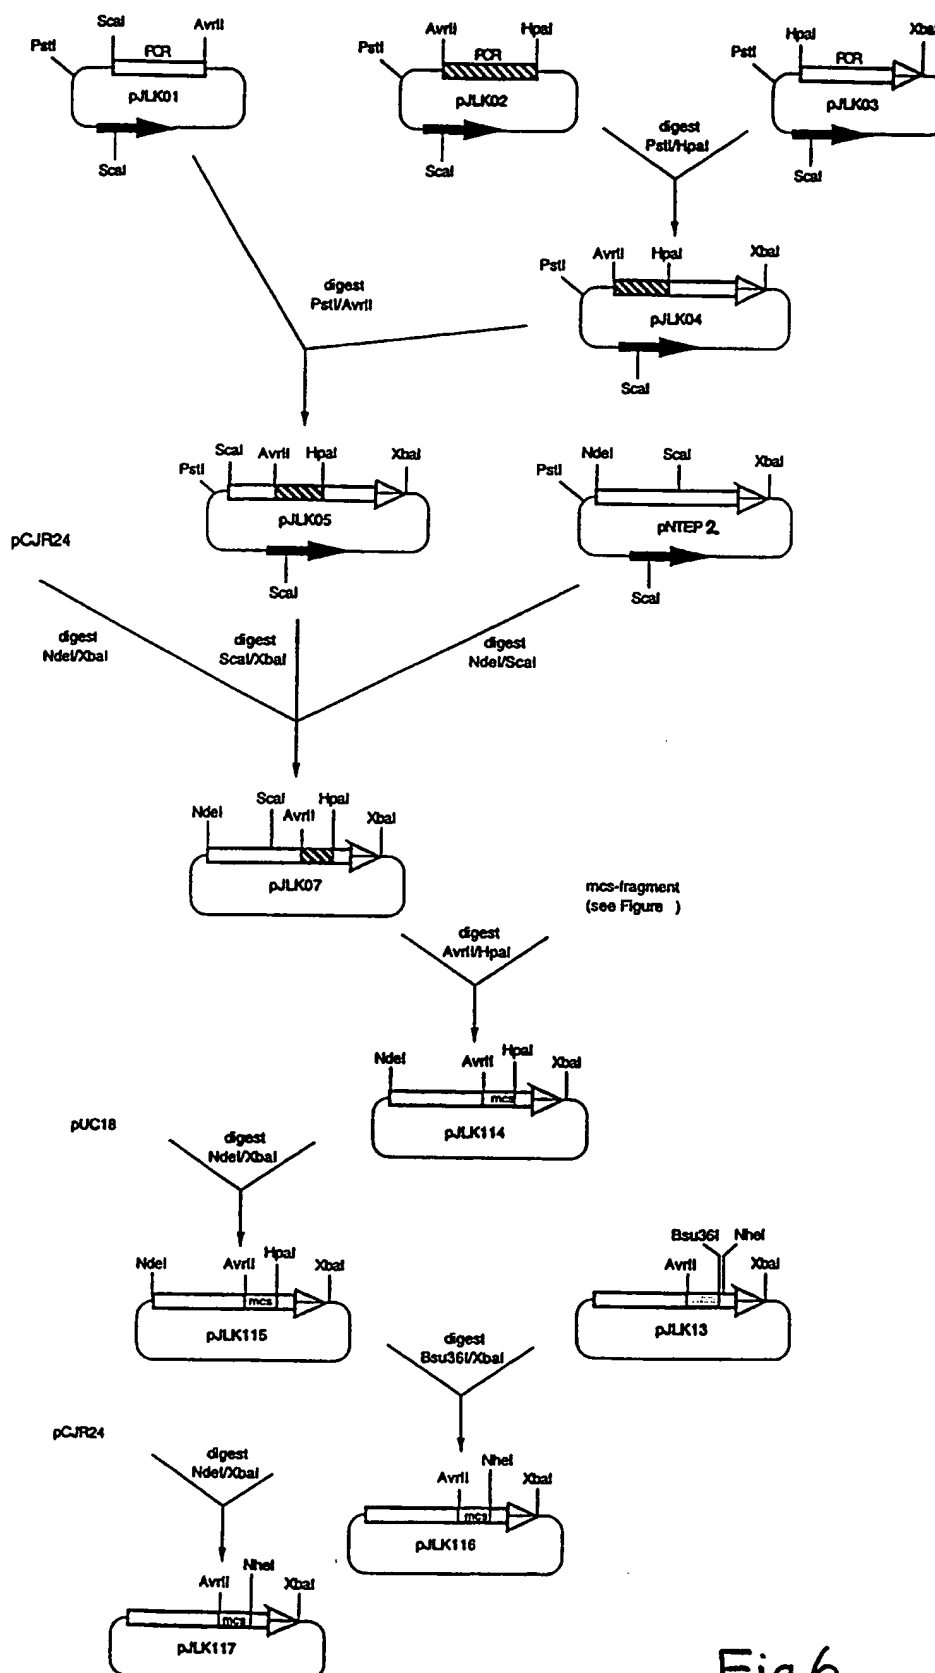 ScaI
AvrII
PstI
PCR
pJLK01
ScaI
AvrII
HpaI
PstI
PCR
pJLK02
ScaI
HpaI
XbaI
PstI
PCR
pJLK03
ScaI
digest
PstI/HpaI
AvrII
HpaI
XbaI
PstI
pJLK04
ScaI
digest
PstI/AvrII
ScaI
AvrII
HpaI
XbaI
PstI
pJLK05
ScaI
NdeI
ScaI
XbaI
PstI
pNTEP2
ScaI
pCJR24
digest
NdeI/XbaI
digest
ScaI/XbaI
digest
NdeI/ScaI
NdeI
ScaI
AvrII
HpaI
XbaI
pJLK07
mcs-fragment
(see Figure )
digest
AvrII/HpaI
NdeI
AvrII
HpaI
XbaI
mcs
pJLK114
pUC18
digest
NdeI/XbaI
NdeI
AvrII
HpaI
XbaI
mcs
pJLK115
Bsu36I
NheI
AvrII
XbaI
pJLK13
digest
Bsu36I/XbaI
pCJR24
digest
NdeI/XbaI
AvrII
NheI
XbaI
mcs
pJLK116
AvrII
NheI
XbaI
mcs
pJLK117
Fig 6